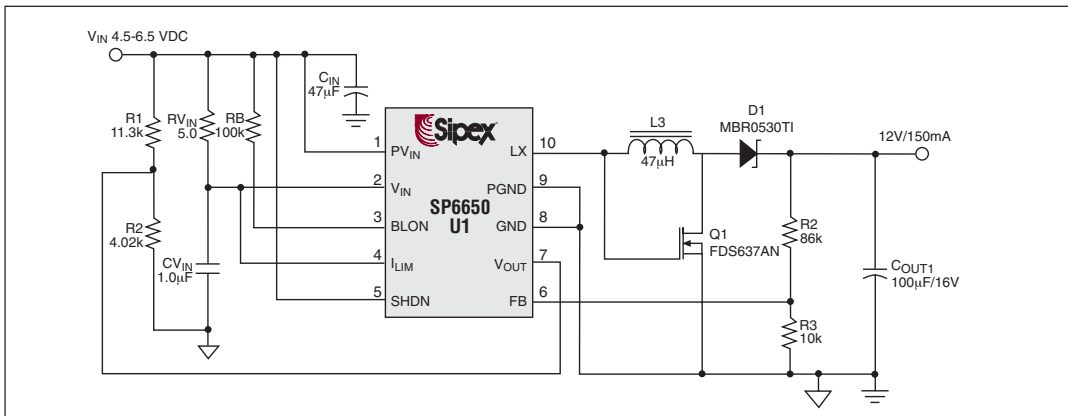 VIN 4.5-6.5 VDC
CIN
47µF
R1
11.3k
RVIN
5.0
RB
100k
R2
4.02k
CVIN
1.0µF
Sipex
SP6650
U1
1
PVIN
2
VIN
3
BLON
4
ILIM
5
SHDN
LX
10
PGND
9
GND
8
VOUT
7
FB
6
L3
47µH
D1
MBR0530TI
12V/150mA
Q1
FDS637AN
R2
86k
R3
10k
COUT1
100µF/16V